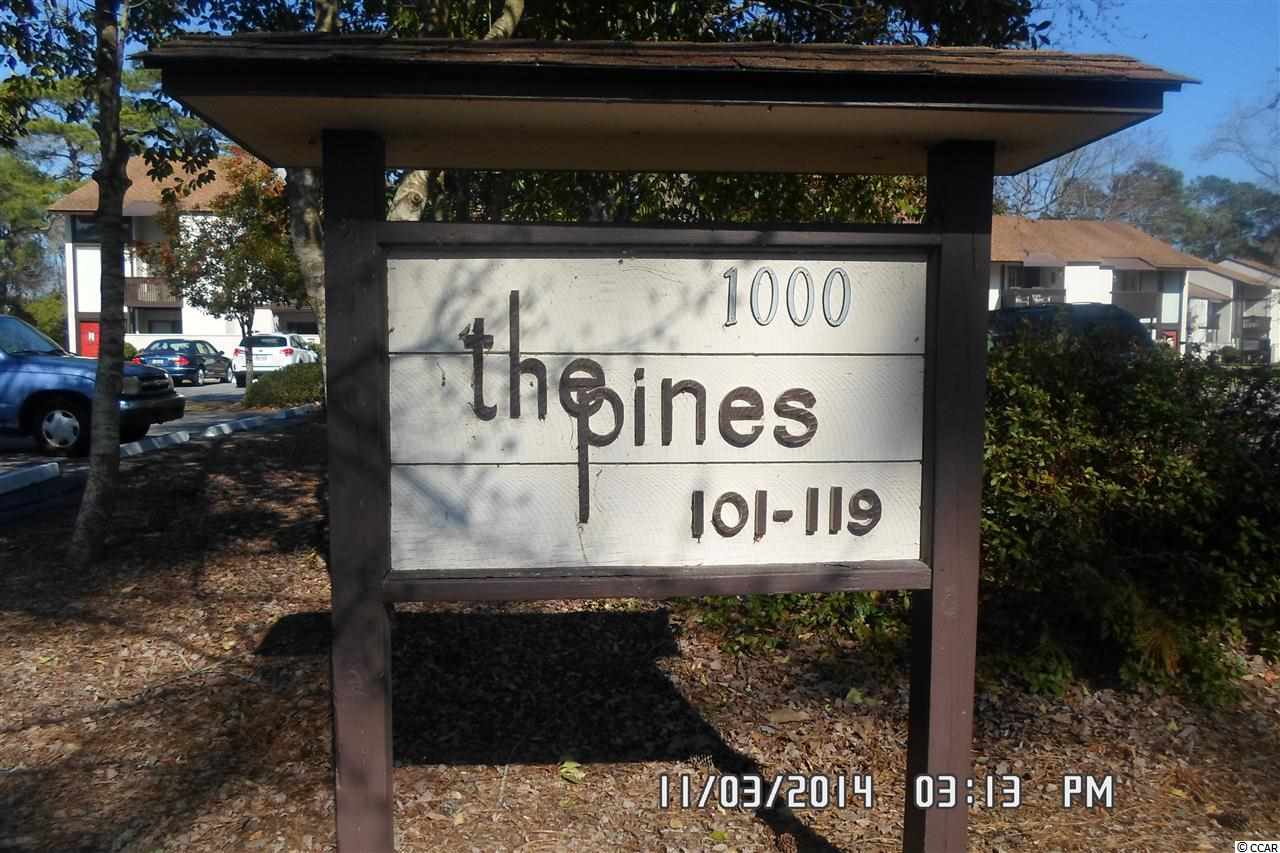 1000
the pines
101-119
11/03/2014 03:13 PM
© CCAR